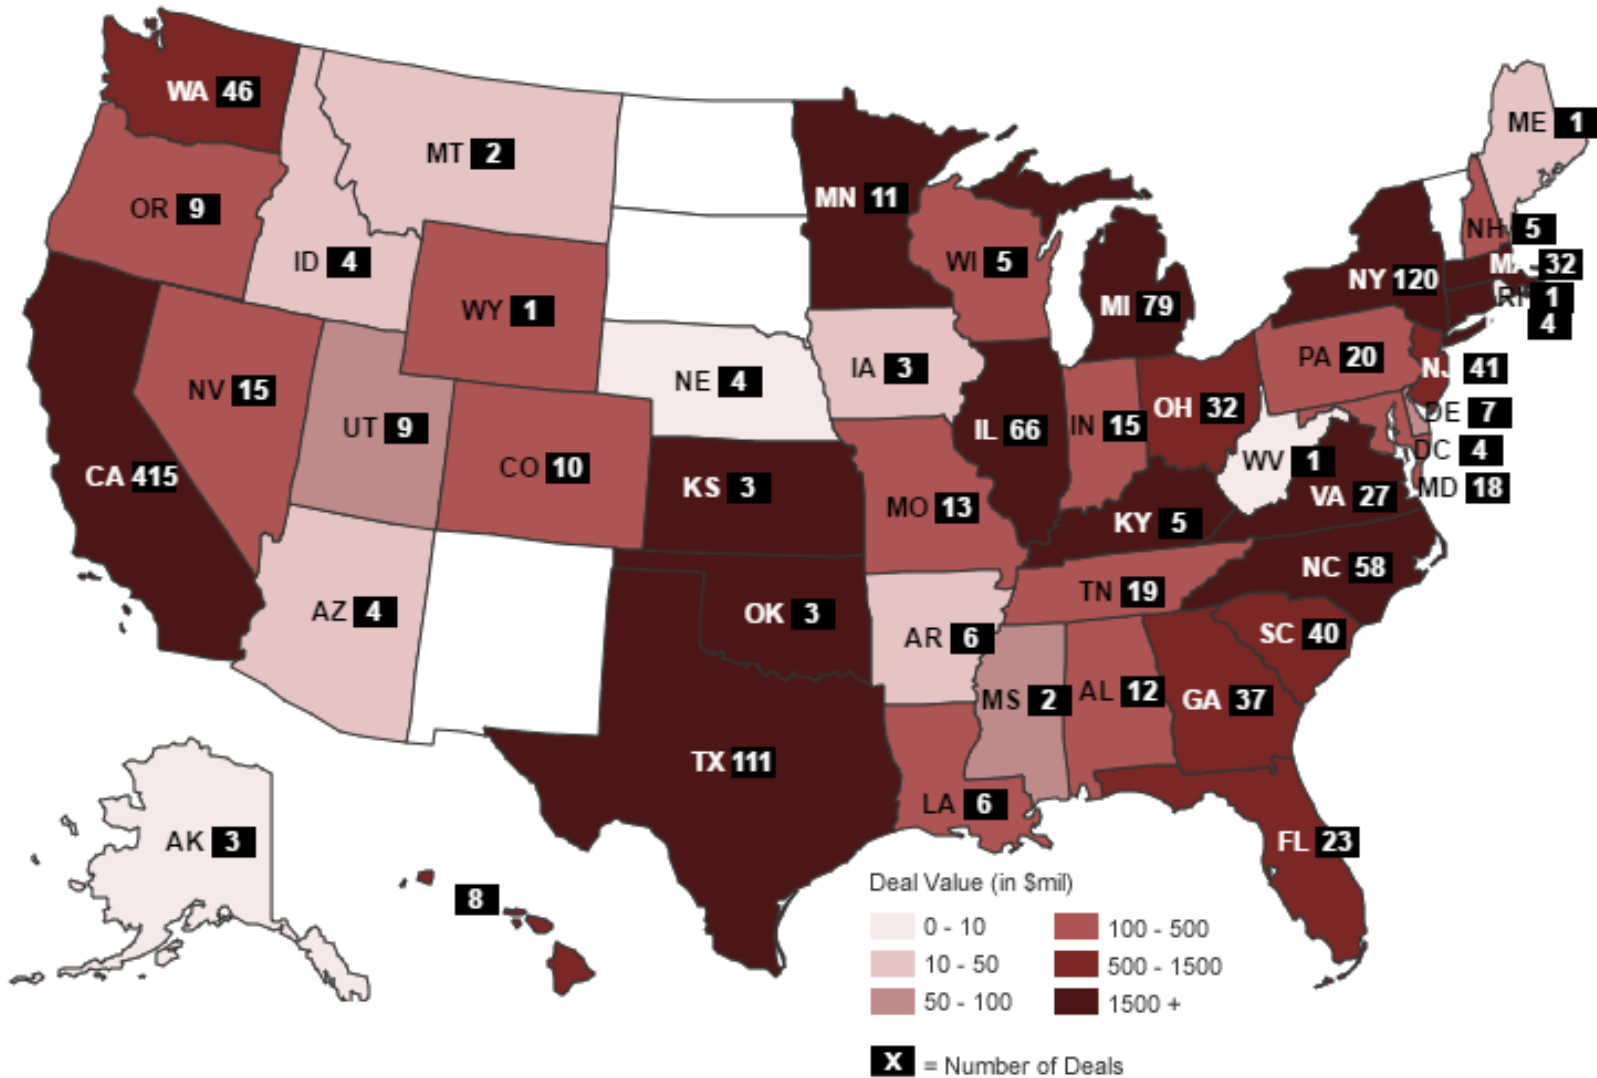 WA 46
MT 2
ME 1
OR 9
MN 11
NH 5
ID 4
WI 5
MA 32
NY 120
RI 1
4
WY 1
MI 79
PA 20
NJ 41
IA 3
NE 4
NV 15
OH 32
DE 7
UT 9
IL 66
IN 15
DC 4
WV 1
CO 10
CA 415
KS 3
MD 18
VA 27
MO 13
KY 5
NC 58
TN 19
AZ 4
OK 3
SC 40
AR 6
MS 2
AL 12
GA 37
TX 111
LA 6
AK 3
FL 23
8
Deal Value (in $mil)
0 - 10
100 - 500
10 - 50
500 - 1500
50 - 100
1500 +
X = Number of Deals